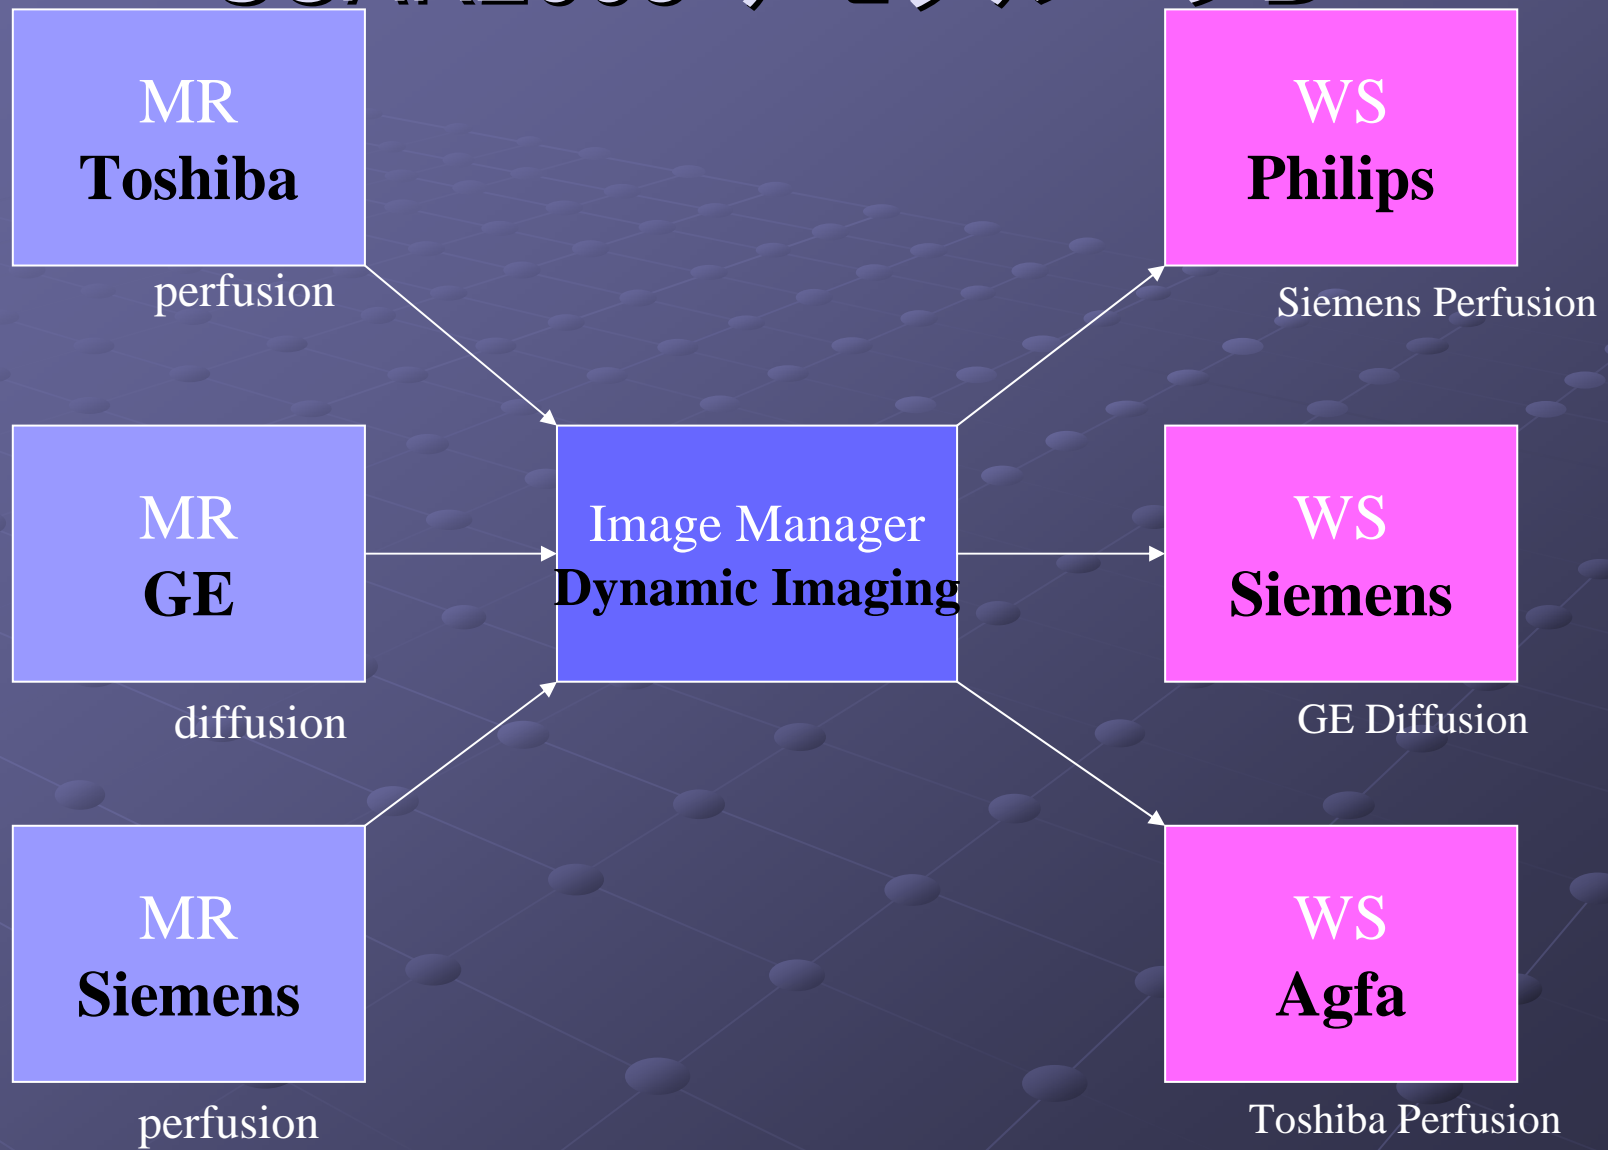 MR
Toshiba
perfusion
WS
Philips
Siemens Perfusion
MR
GE
diffusion
Image Manager
Dynamic Imaging
WS
Siemens
GE Diffusion
MR
Siemens
perfusion
WS
Agfa
Toshiba Perfusion